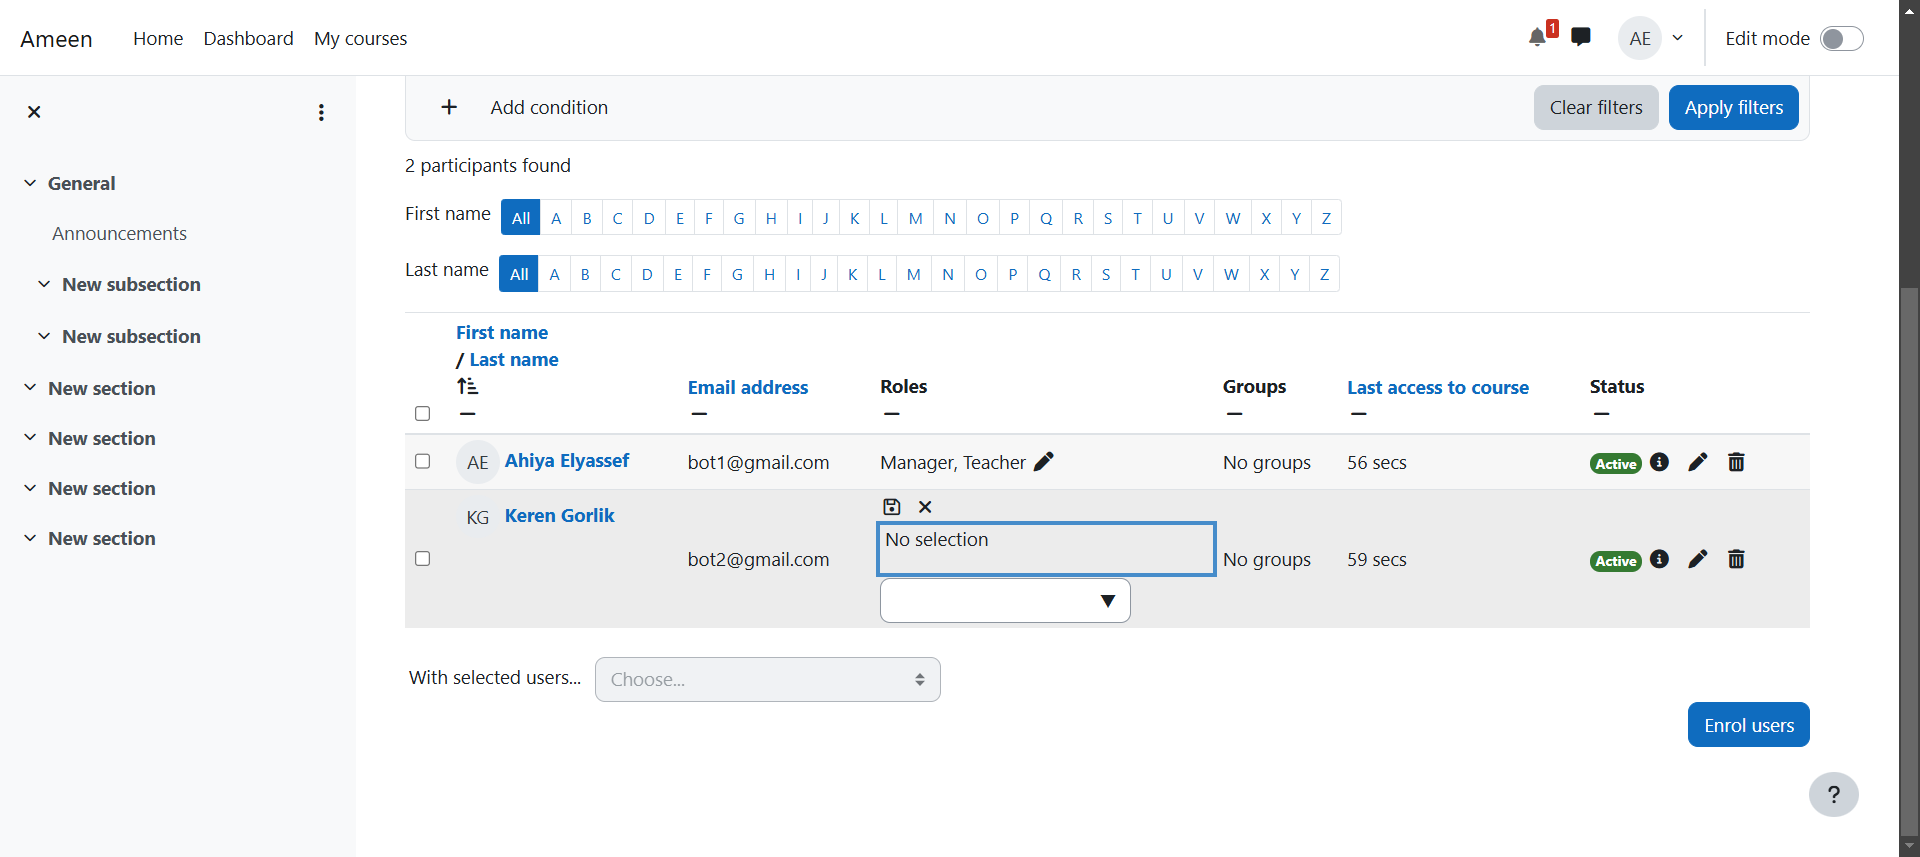 Ameen
Home Dashboard My courses
1
AE
Edit mode
General
Announcements
New subsection
New subsection
New section
New section
New section
New section
Add condition
Clear filters
Apply filters
2 participants found
First name All A B C D E F G H I J K L M N O P Q R S T U V W X Y Z
Last name All A B C D E F G H I J K L M N O P Q R S T U V W X Y Z
First name
/ Last name
Email address Roles Groups Last access to course Status
AE Ahiya Elyassef bot1@gmail.com Manager, Teacher No groups 56 secs Active
KG Keren Gorlik
No selection
bot2@gmail.com No groups 59 secs Active
With selected users... Choose...
Enrol users
?